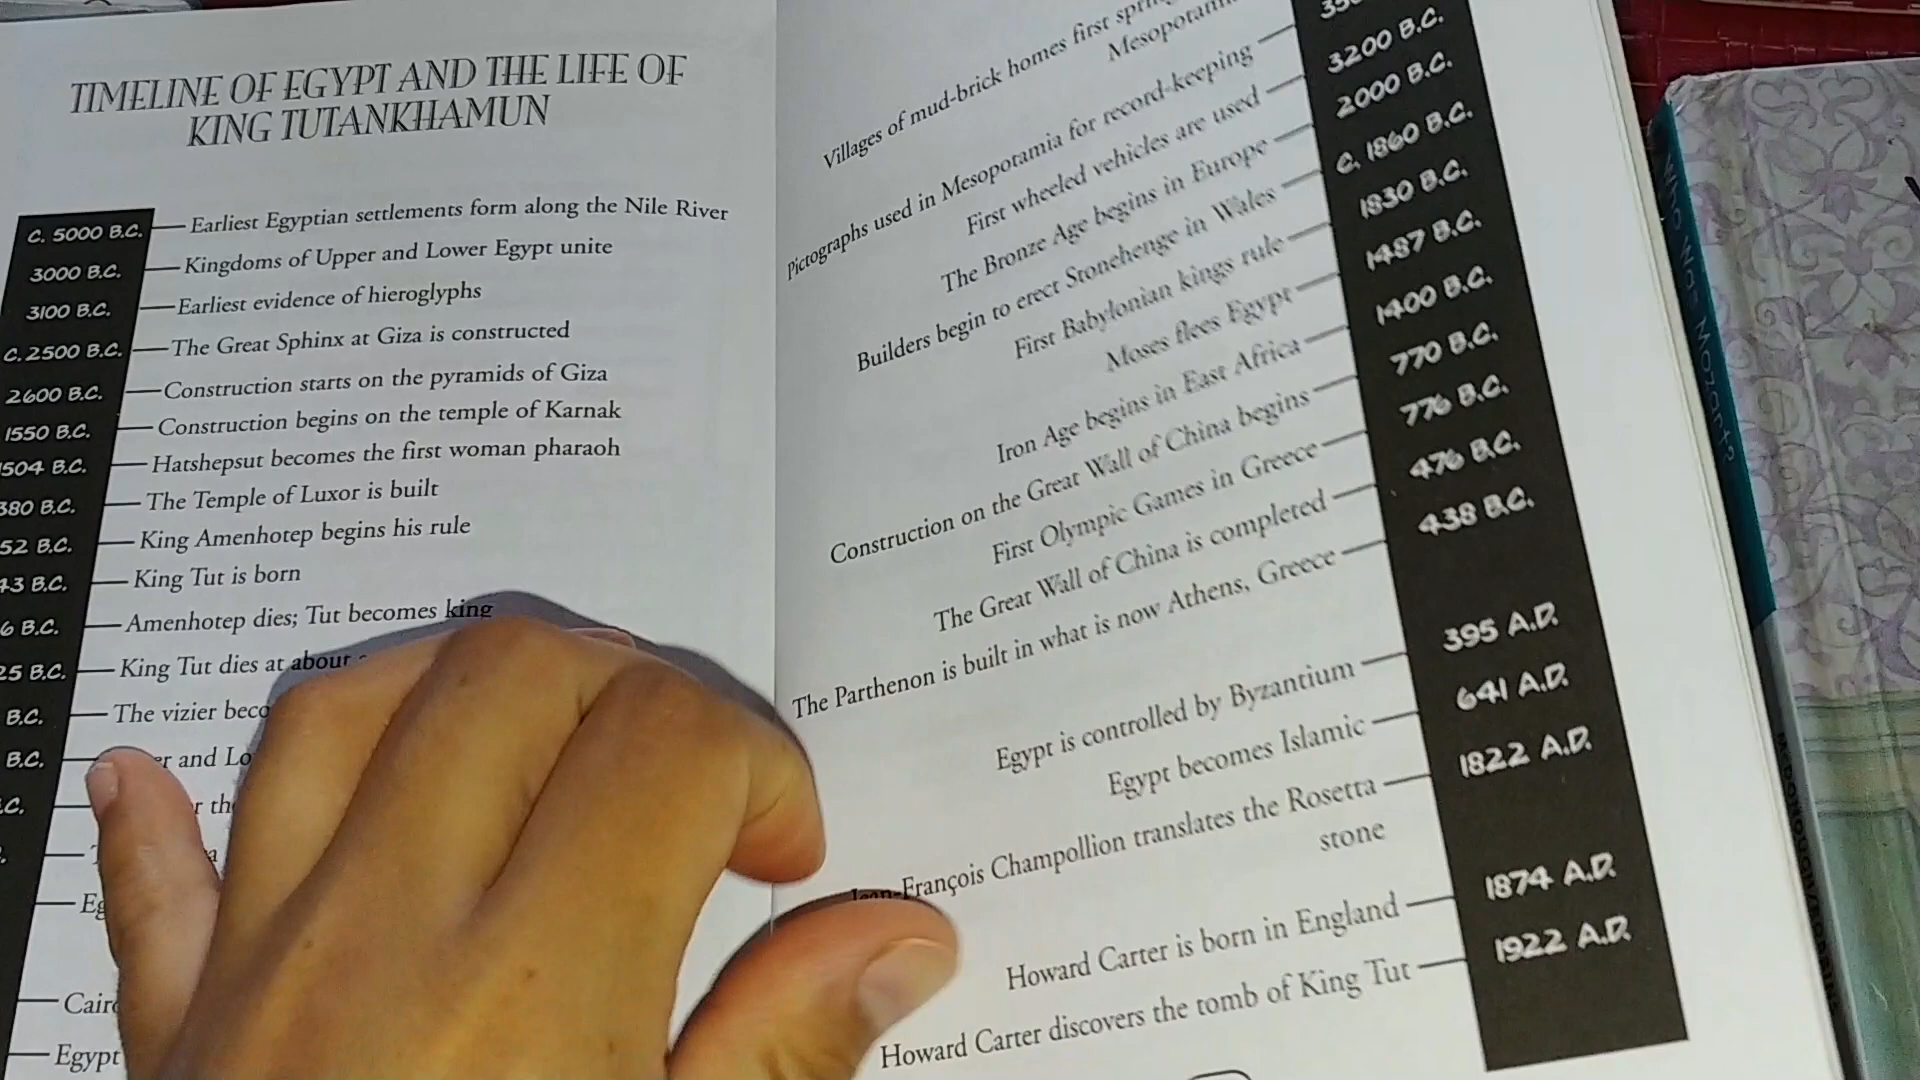 TIMELINE OF EGYPT AND THE LIFE OF
KING TUTANKHAMUN
C. 5000 B.C. Earliest Egyptian settlements form along the Nile River
3000 B.C. Kingdoms of Upper and Lower Egypt unite
3100 B.C. Earliest evidence of hieroglyphs
C. 2500 B.C. The Great Sphinx at Giza is constructed
2600 B.C. Construction starts on the pyramids of Giza
1550 B.C. Construction begins on the temple of Karnak
504 B.C. Hatshepsut becomes the first woman pharaoh
380 B.C. The Temple of Luxor is built
52 B.C. King Amenhotep begins his rule
43 B.C. King Tut is born
6 B.C. Amenhotep dies; Tut becomes king
25 B.C. King Tut dies at about
B.C. The vizier
B.C. and
Egypt
Villages of mud-brick homes first
Pictographs used in Mesopotamia for record-keeping 3200 B.C.
First wheeled vehicles are used 2000 B.C.
The Bronze Age begins in Europe C. 1860 B.C.
Builders begin to erect Stonehenge in Wales 1830 B.C.
First Babylonian kings rule 1487 B.C.
Moses flees Egypt 1400 B.C.
Iron Age begins in East Africa 770 B.C.
Construction on the Great Wall of China begins 776 B.C.
First Olympic Games in Greece 476 B.C.
The Great Wall of China is completed 438 B.C.
The Parthenon is built in what is now Athens, Greece
Egypt is controlled by Byzantium 395 A.D.
Egypt becomes Islamic 641 A.D.
Jean-François Champollion translates the Rosetta 1822 A.D.
stone
Howard Carter is born in England 1874 A.D.
Howard Carter discovers the tomb of King Tut 1922 A.D.
Who Was Mozart?